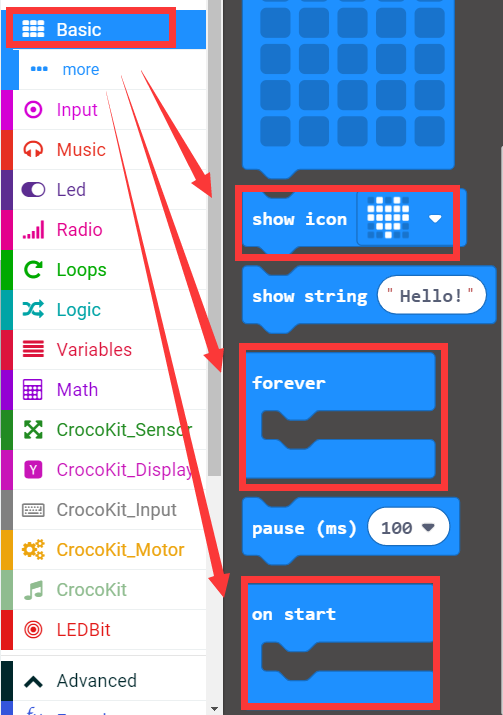 Basic
more
Input
Music
Led
Radio
Loops
Logic
Variables
Math
CrocoKit_Sensor
CrocoKit_Display
CrocoKit_Input
CrocoKit_Motor
CrocoKit
LEDBit
Advanced
show icon
show string "Hello!"
forever
pause (ms) 100
on start